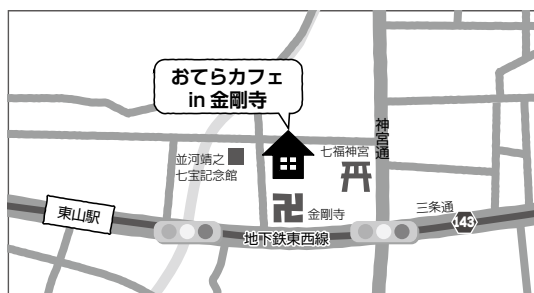 おてらカフェ
in 金剛寺
並河靖之
七宝記念館
七福神宮
神宮通
金剛寺
三条通
143
東山駅
地下鉄東西線